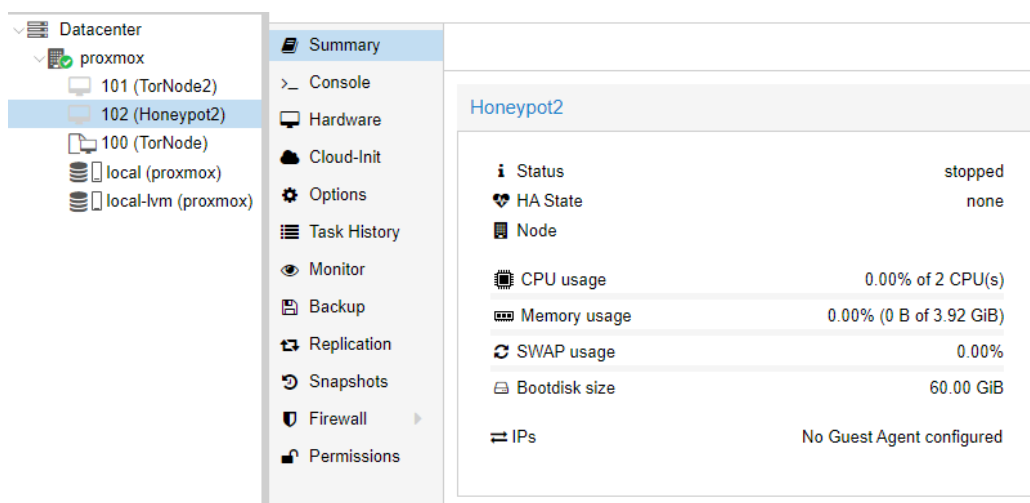 Datacenter
proxmox
101 (TorNode2)
102 (Honeypot2)
100 (TorNode)
local (proxmox)
local-lvm (proxmox)
Summary
>_ Console
Hardware
Cloud-Init
Options
Task History
Monitor
Backup
Replication
Snapshots
Firewall
Permissions
Honeypot2
i Status stopped
HA State none
Node
CPU usage 0.00% of 2 CPU(s)
Memory usage 0.00% (0 B of 3.92 GiB)
SWAP usage 0.00%
Bootdisk size 60.00 GiB
IPs No Guest Agent configured